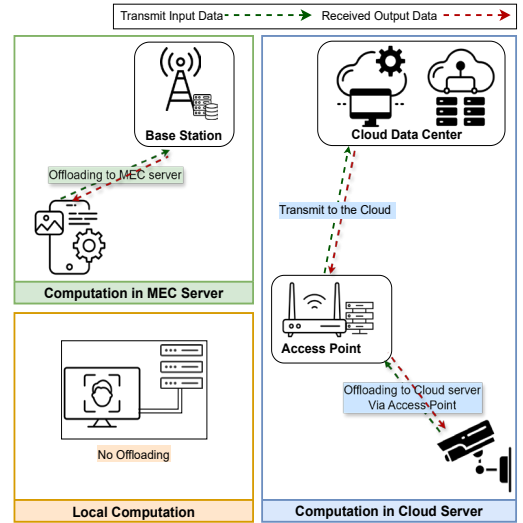 Transmit Input Data
Received Output Data
Base Station
Offloading to MEC server
Computation in MEC Server
No Offloading
Local Computation
Cloud Data Center
Transmit to the Cloud
Access Point
Offloading to Cloud server
Via Access Point
Computation in Cloud Server